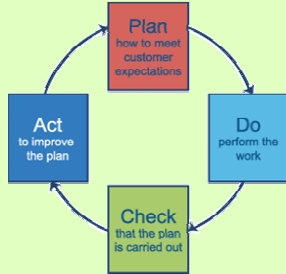 Plan
how to meet
customer
expectations
Act
to improve
the plan
Do
perform the
work
Check
that the plan
is carried out